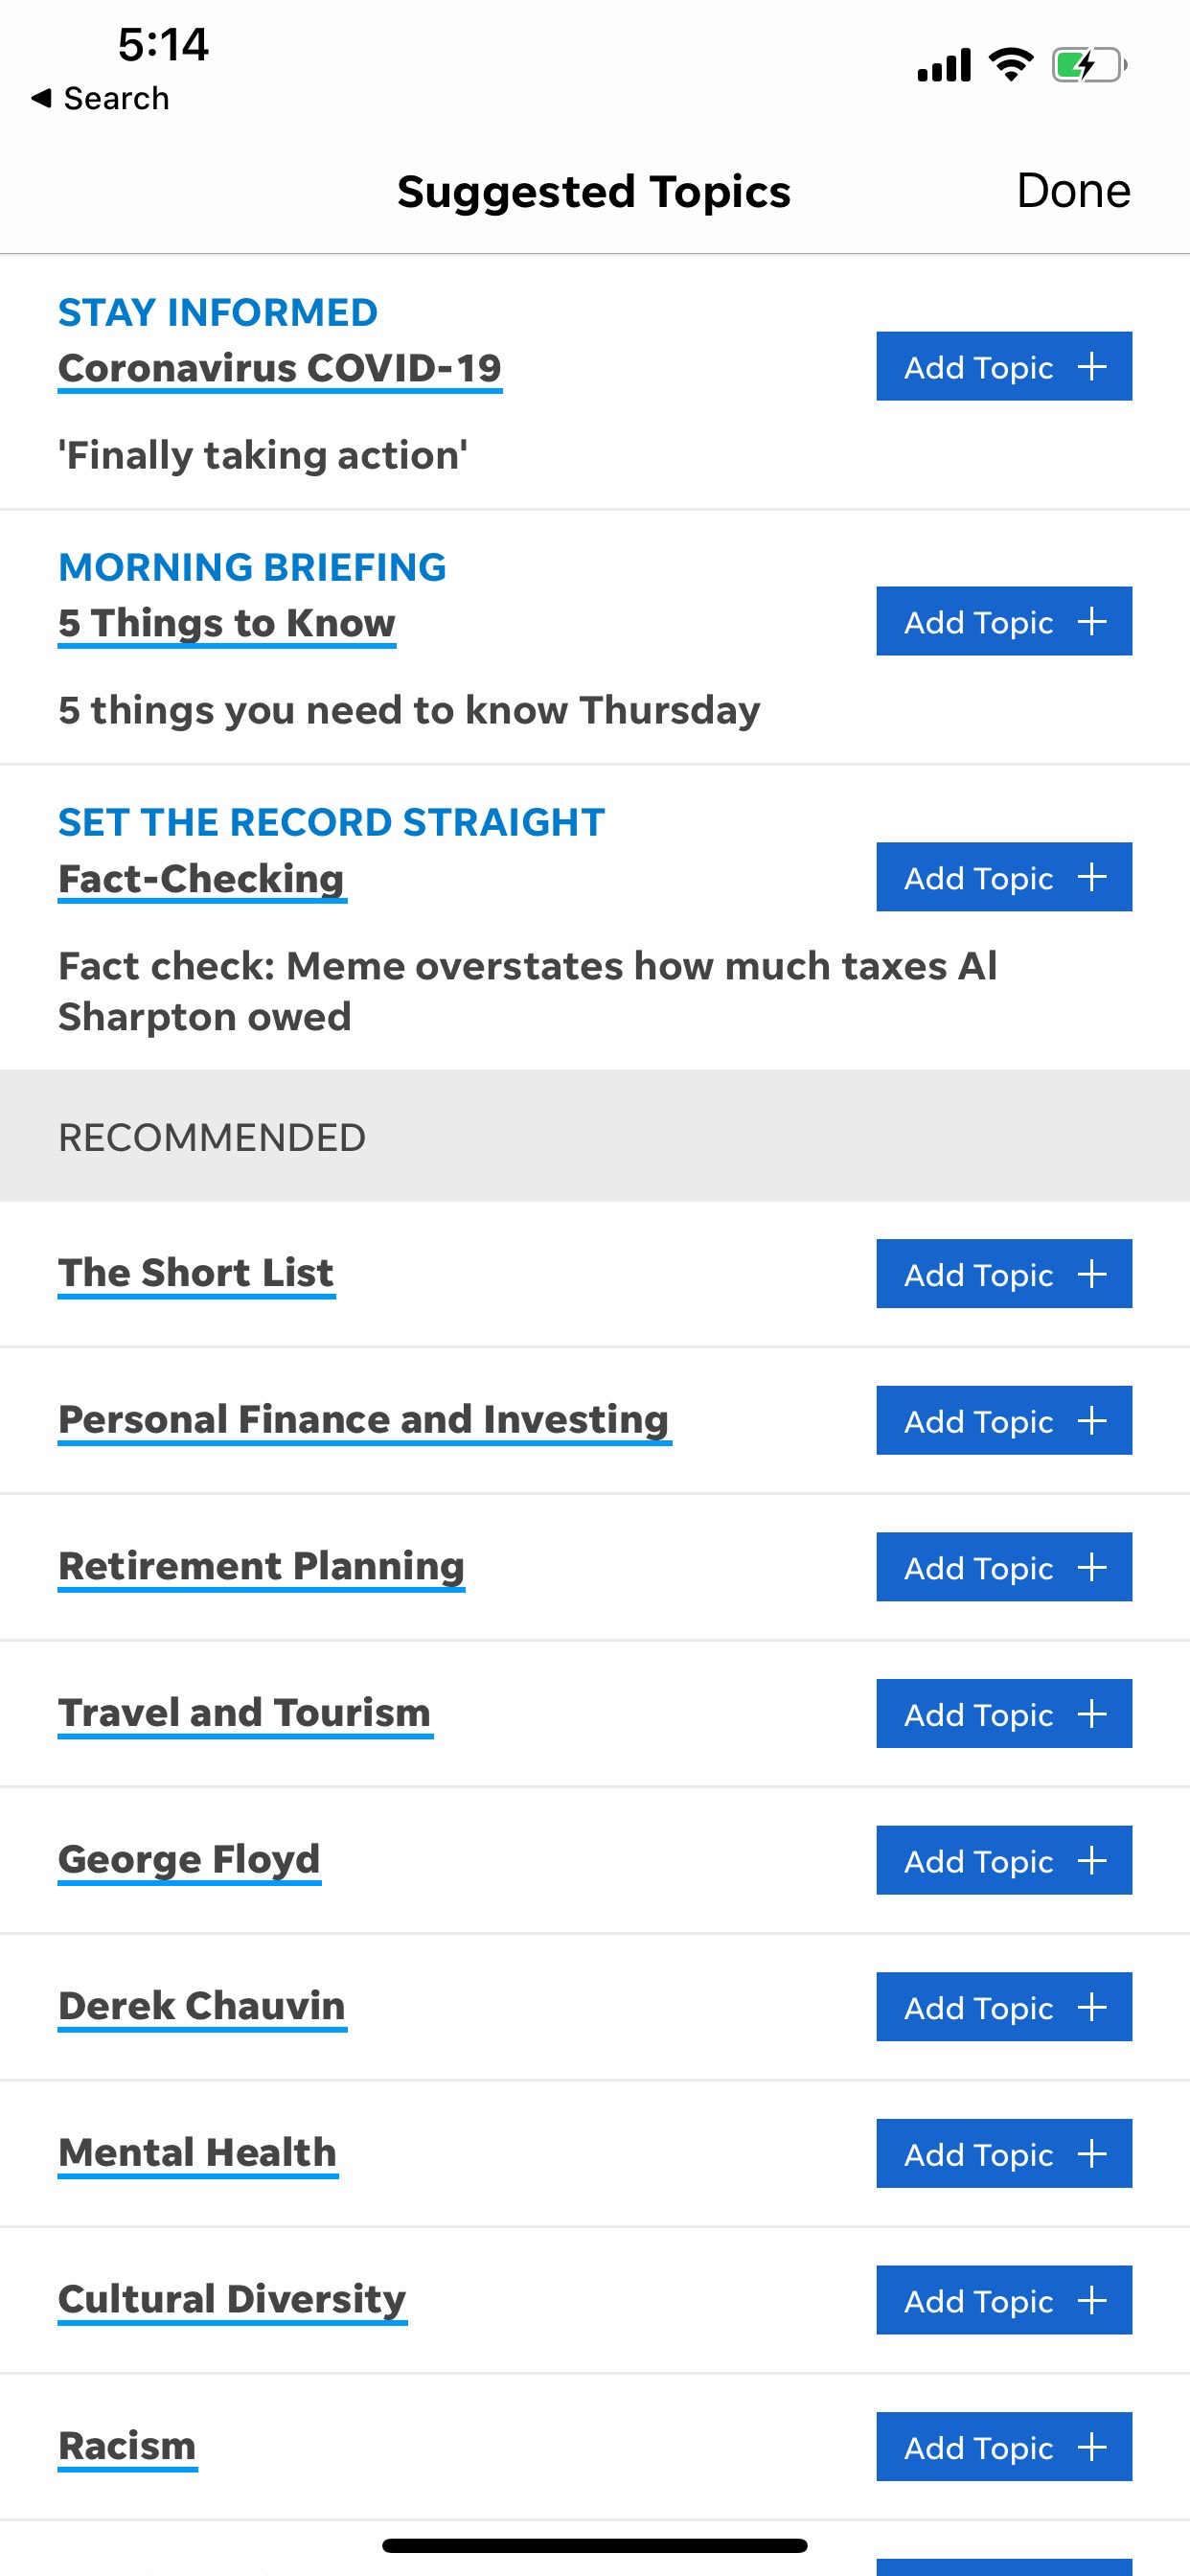 5:14
Search
Suggested Topics
Done
STAY INFORMED
Coronavirus COVID-19
Add Topic +
'Finally taking action'
MORNING BRIEFING
5 Things to Know
Add Topic +
5 things you need to know Thursday
SET THE RECORD STRAIGHT
Fact-Checking
Add Topic +
Fact check: Meme overstates how much taxes Al
Sharpton owed
RECOMMENDED
The Short List
Add Topic +
Personal Finance and Investing
Add Topic +
Retirement Planning
Add Topic +
Travel and Tourism
Add Topic +
George Floyd
Add Topic +
Derek Chauvin
Add Topic +
Mental Health
Add Topic +
Cultural Diversity
Add Topic +
Racism
Add Topic +